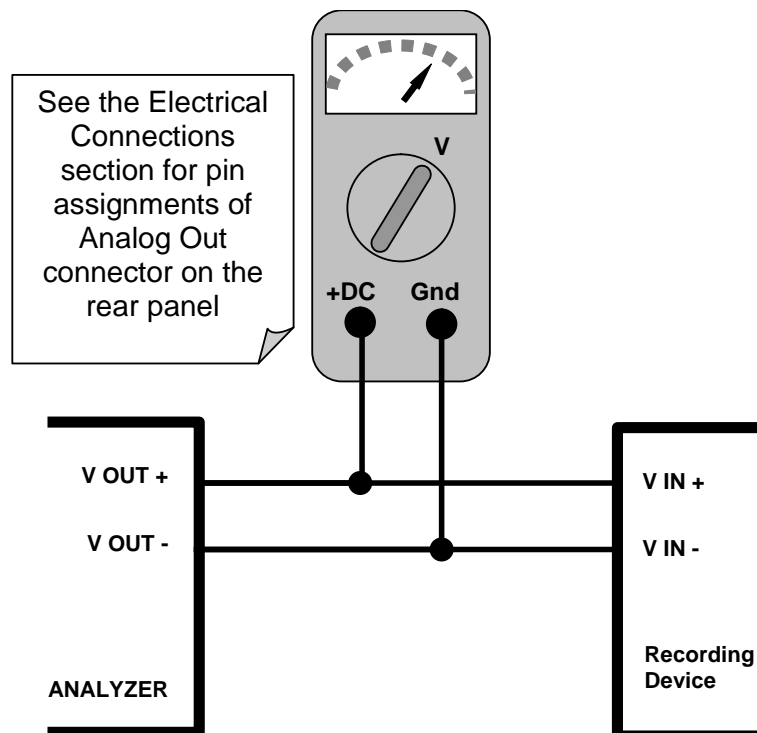 See the Electrical
Connections
section for pin
assignments of
Analog Out
connector on the
rear panel
V
+DC
Gnd
V OUT +
V OUT -
ANALYZER
V IN +
V IN -
Recording
Device